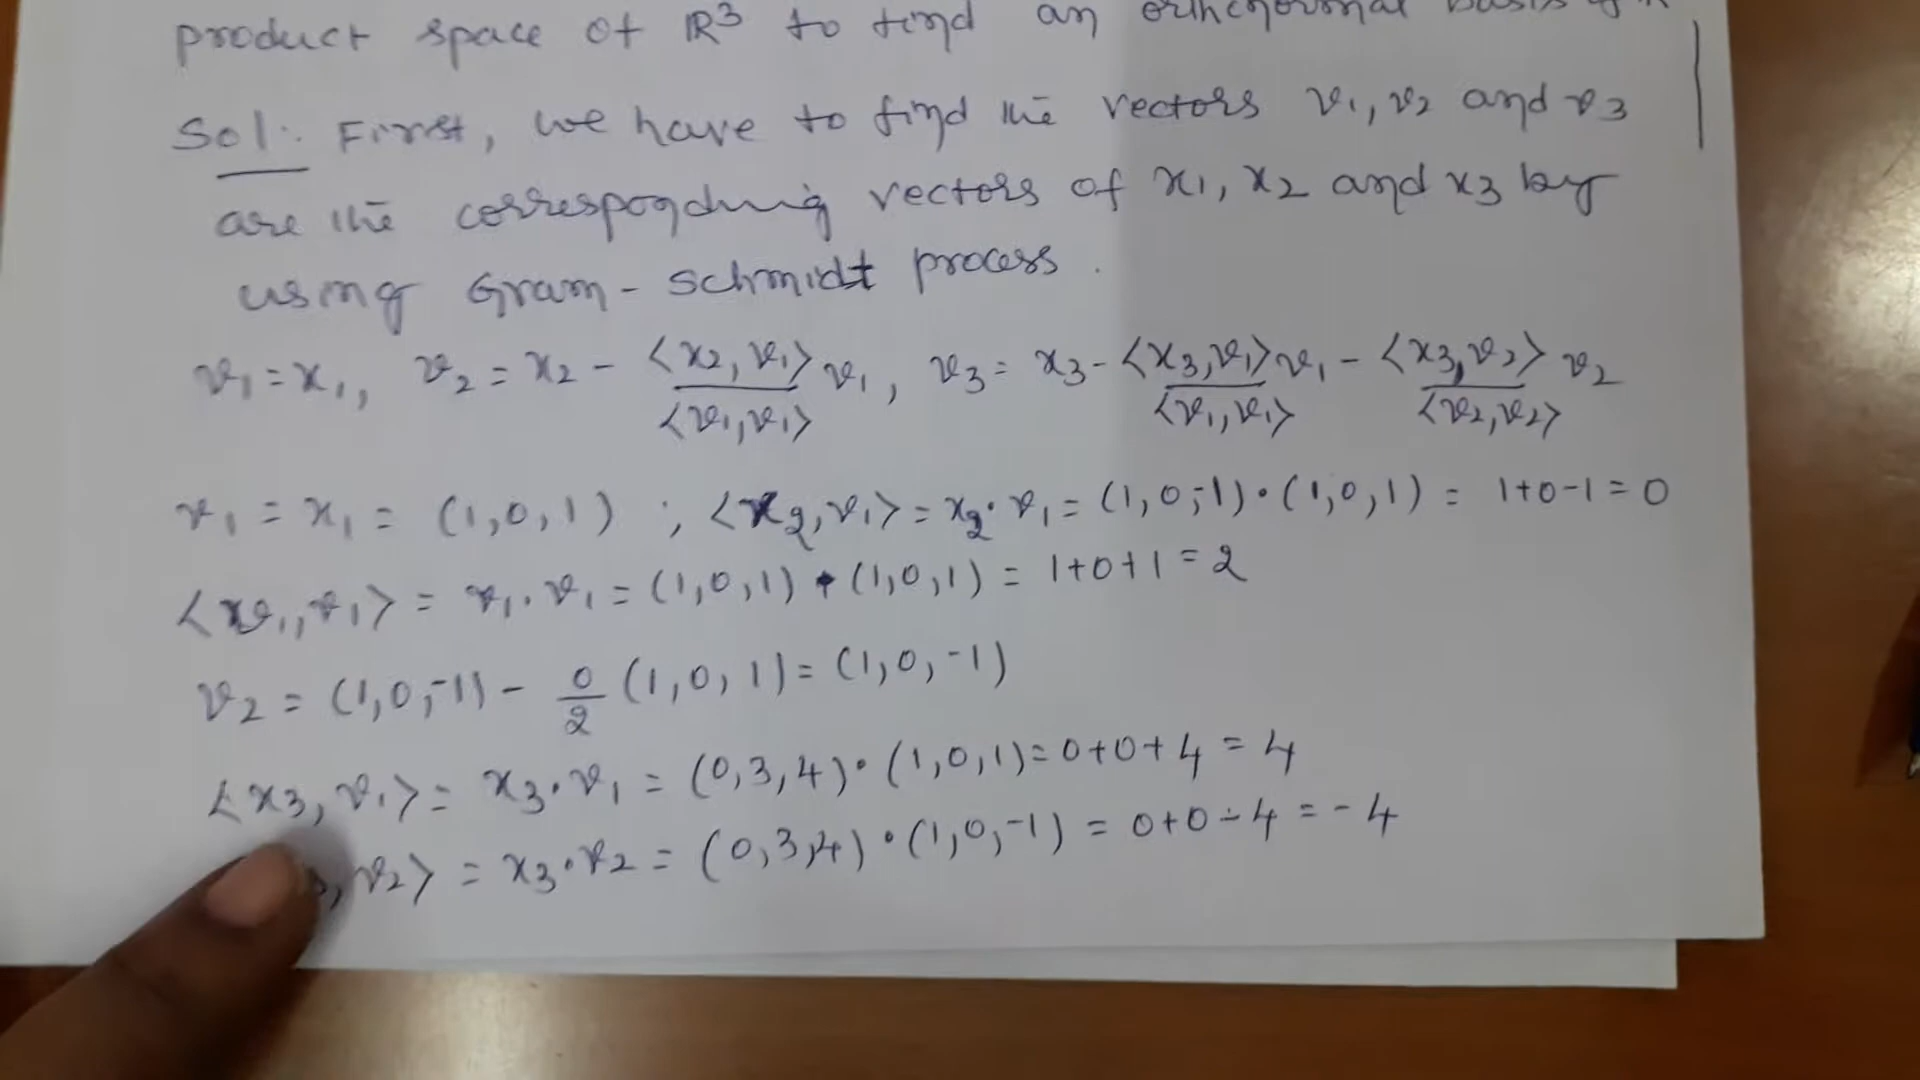 product space of ℝ³ to find an orthonormal basis of
Sol: First, we have to find the vectors v₁, v₂ and v₃
are the corresponding vectors of x₁, x₂ and x₃ by
using Gram-Schmidt process.
v₁ = x₁, v₂ = x₂ - <x₂, v₁>/<v₁, v₁> v₁, v₃ = x₃ - <x₃, v₁>/<v₁, v₁> v₁ - <x₃, v₂>/<v₂, v₂> v₂
v₁ = x₁ = (1, 0, 1) ; <x₂, v₁> = x₂·v₁ = (1, 0, -1)·(1, 0, 1) = 1+0-1 = 0
<v₁, v₁> = v₁·v₁ = (1, 0, 1)·(1, 0, 1) = 1+0+1 = 2
v₂ = (1, 0, -1) - 0/2 (1, 0, 1) = (1, 0, -1)
<x₃, v₁> = x₃·v₁ = (0, 3, 4)·(1, 0, 1) = 0+0+4 = 4
, v₂> = x₃·v₂ = (0, 3, 4)·(1, 0, -1) = 0+0-4 = -4